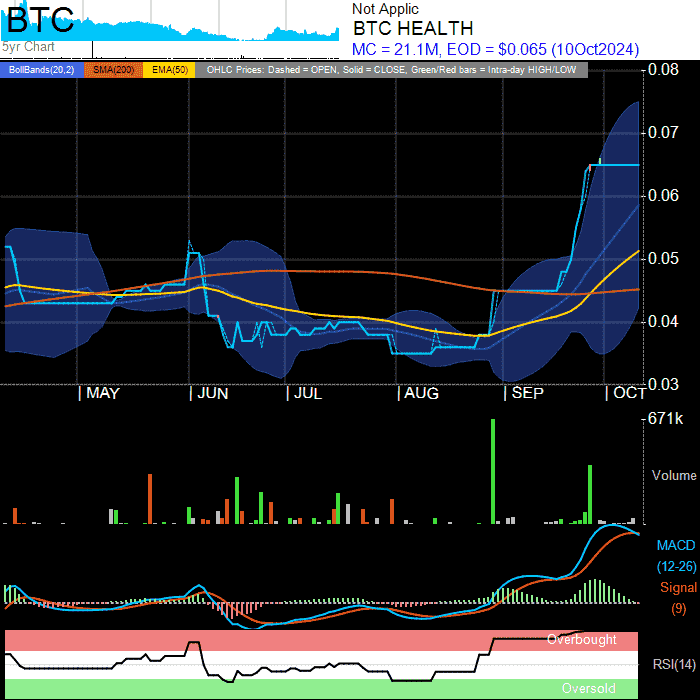 BTC
5yr Chart
Not Applic
BTC HEALTH
MC = 21.1M, EOD = $0.065 (10Oct2024)
BollBands(20,2) SMA(200) EMA(50) OHLC Prices: Dashed = OPEN, Solid = CLOSE, Green/Red bars = Intra-day HIGH/LOW
0.08
0.07
0.06
0.05
0.04
0.03
| MAY | JUN | JUL | AUG | SEP | OCT
671k
Volume
MACD
(12-26)
Signal
(9)
Overbought
RSI(14)
Oversold